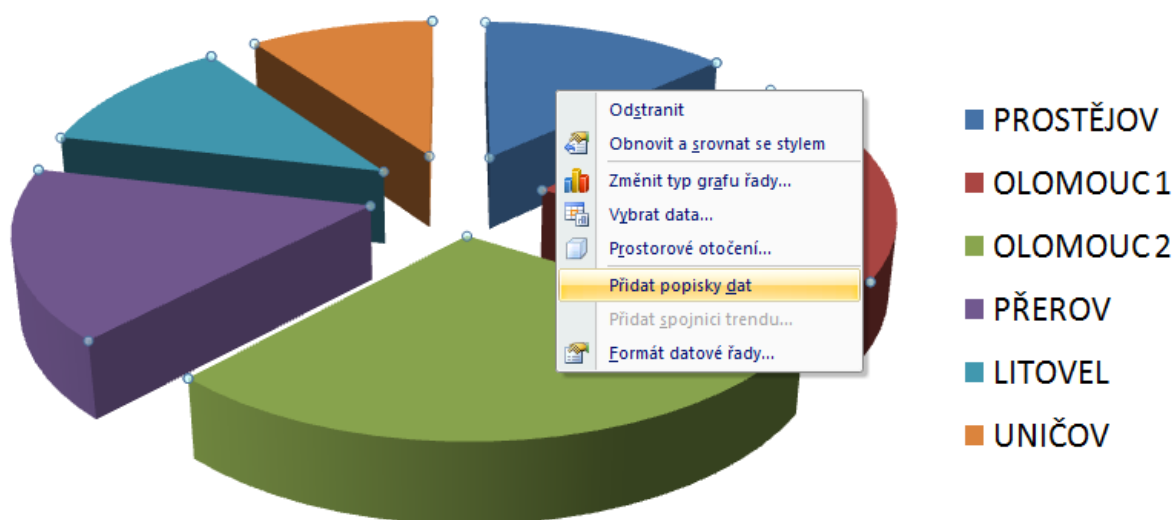 Odstranit
Obnovit a srovnat se stylem
Změnit typ grafu řady...
Vybrat data...
Prostorové otočení...
Přidat popisky dat
Přidat spojnici trendu...
Formát datové řady...
PROSTĚJOV
OLOMOUC 1
OLOMOUC 2
PŘEROV
LITOVEL
UNIČOV